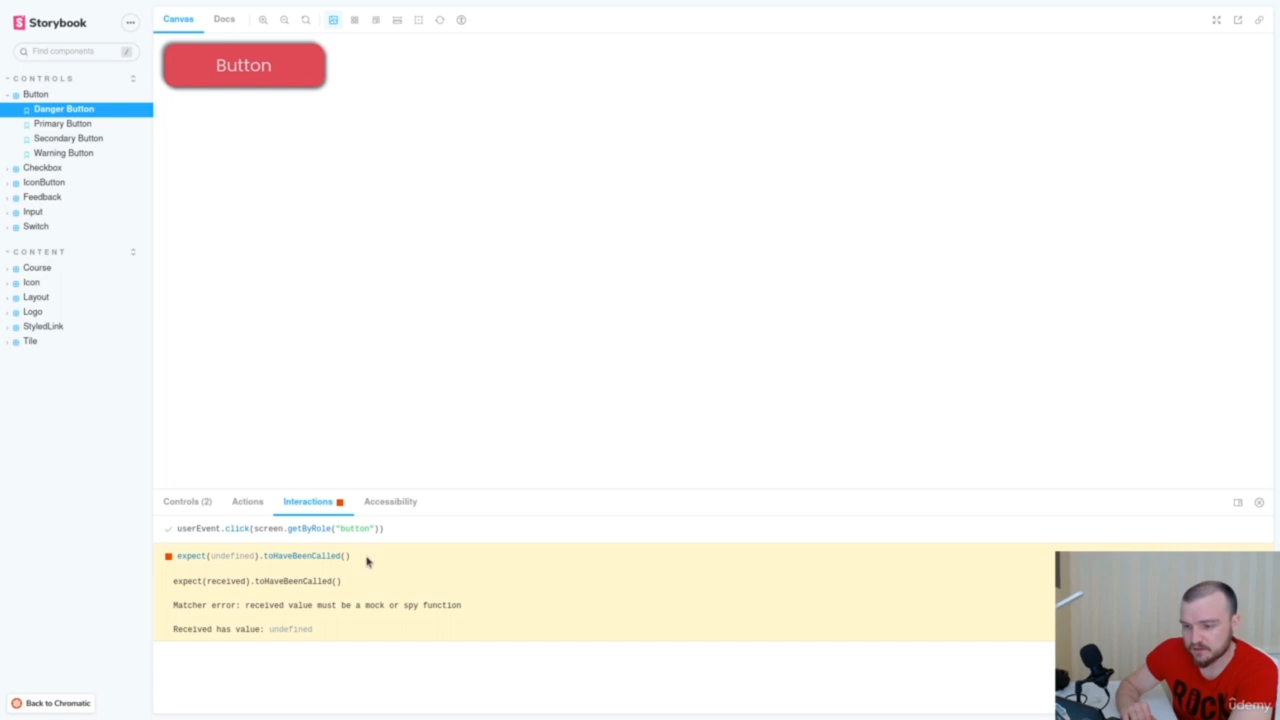 Storybook
Find components
/
CONTROLS
Button
Danger Button
Primary Button
Secondary Button
Warning Button
Checkbox
IconButton
Feedback
Input
Switch
CONTENT
Course
Icon
Layout
Logo
StyledLink
Tile
Back to Chromatic
Canvas
Docs
Button
Controls (2)
Actions
Interactions
Accessibility
userEvent.click(screen.getByRole("button"))
expect(undefined).toHaveBeenCalled()
expect(received).toHaveBeenCalled()
Matcher error: received value must be a mock or spy function
Received has value: undefined
ROCK
ûdemy